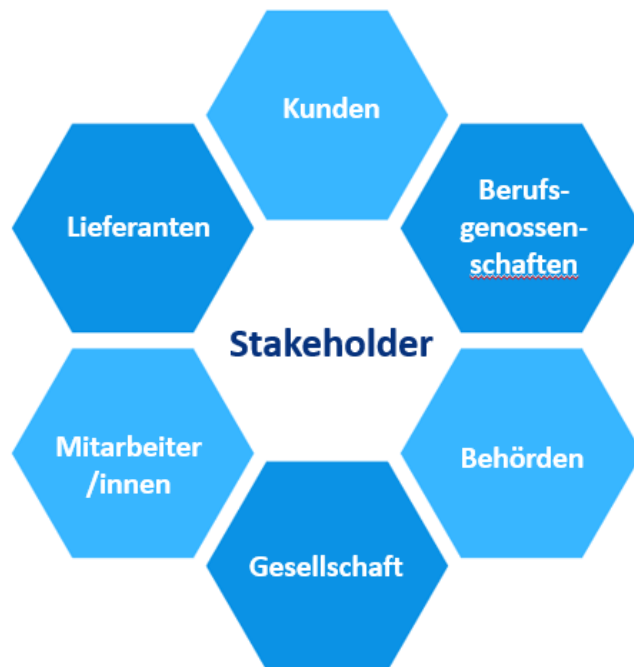 Kunden
Berufs-
genossen-
schaften
Lieferanten
Stakeholder
Mitarbeiter
/innen
Behörden
Gesellschaft